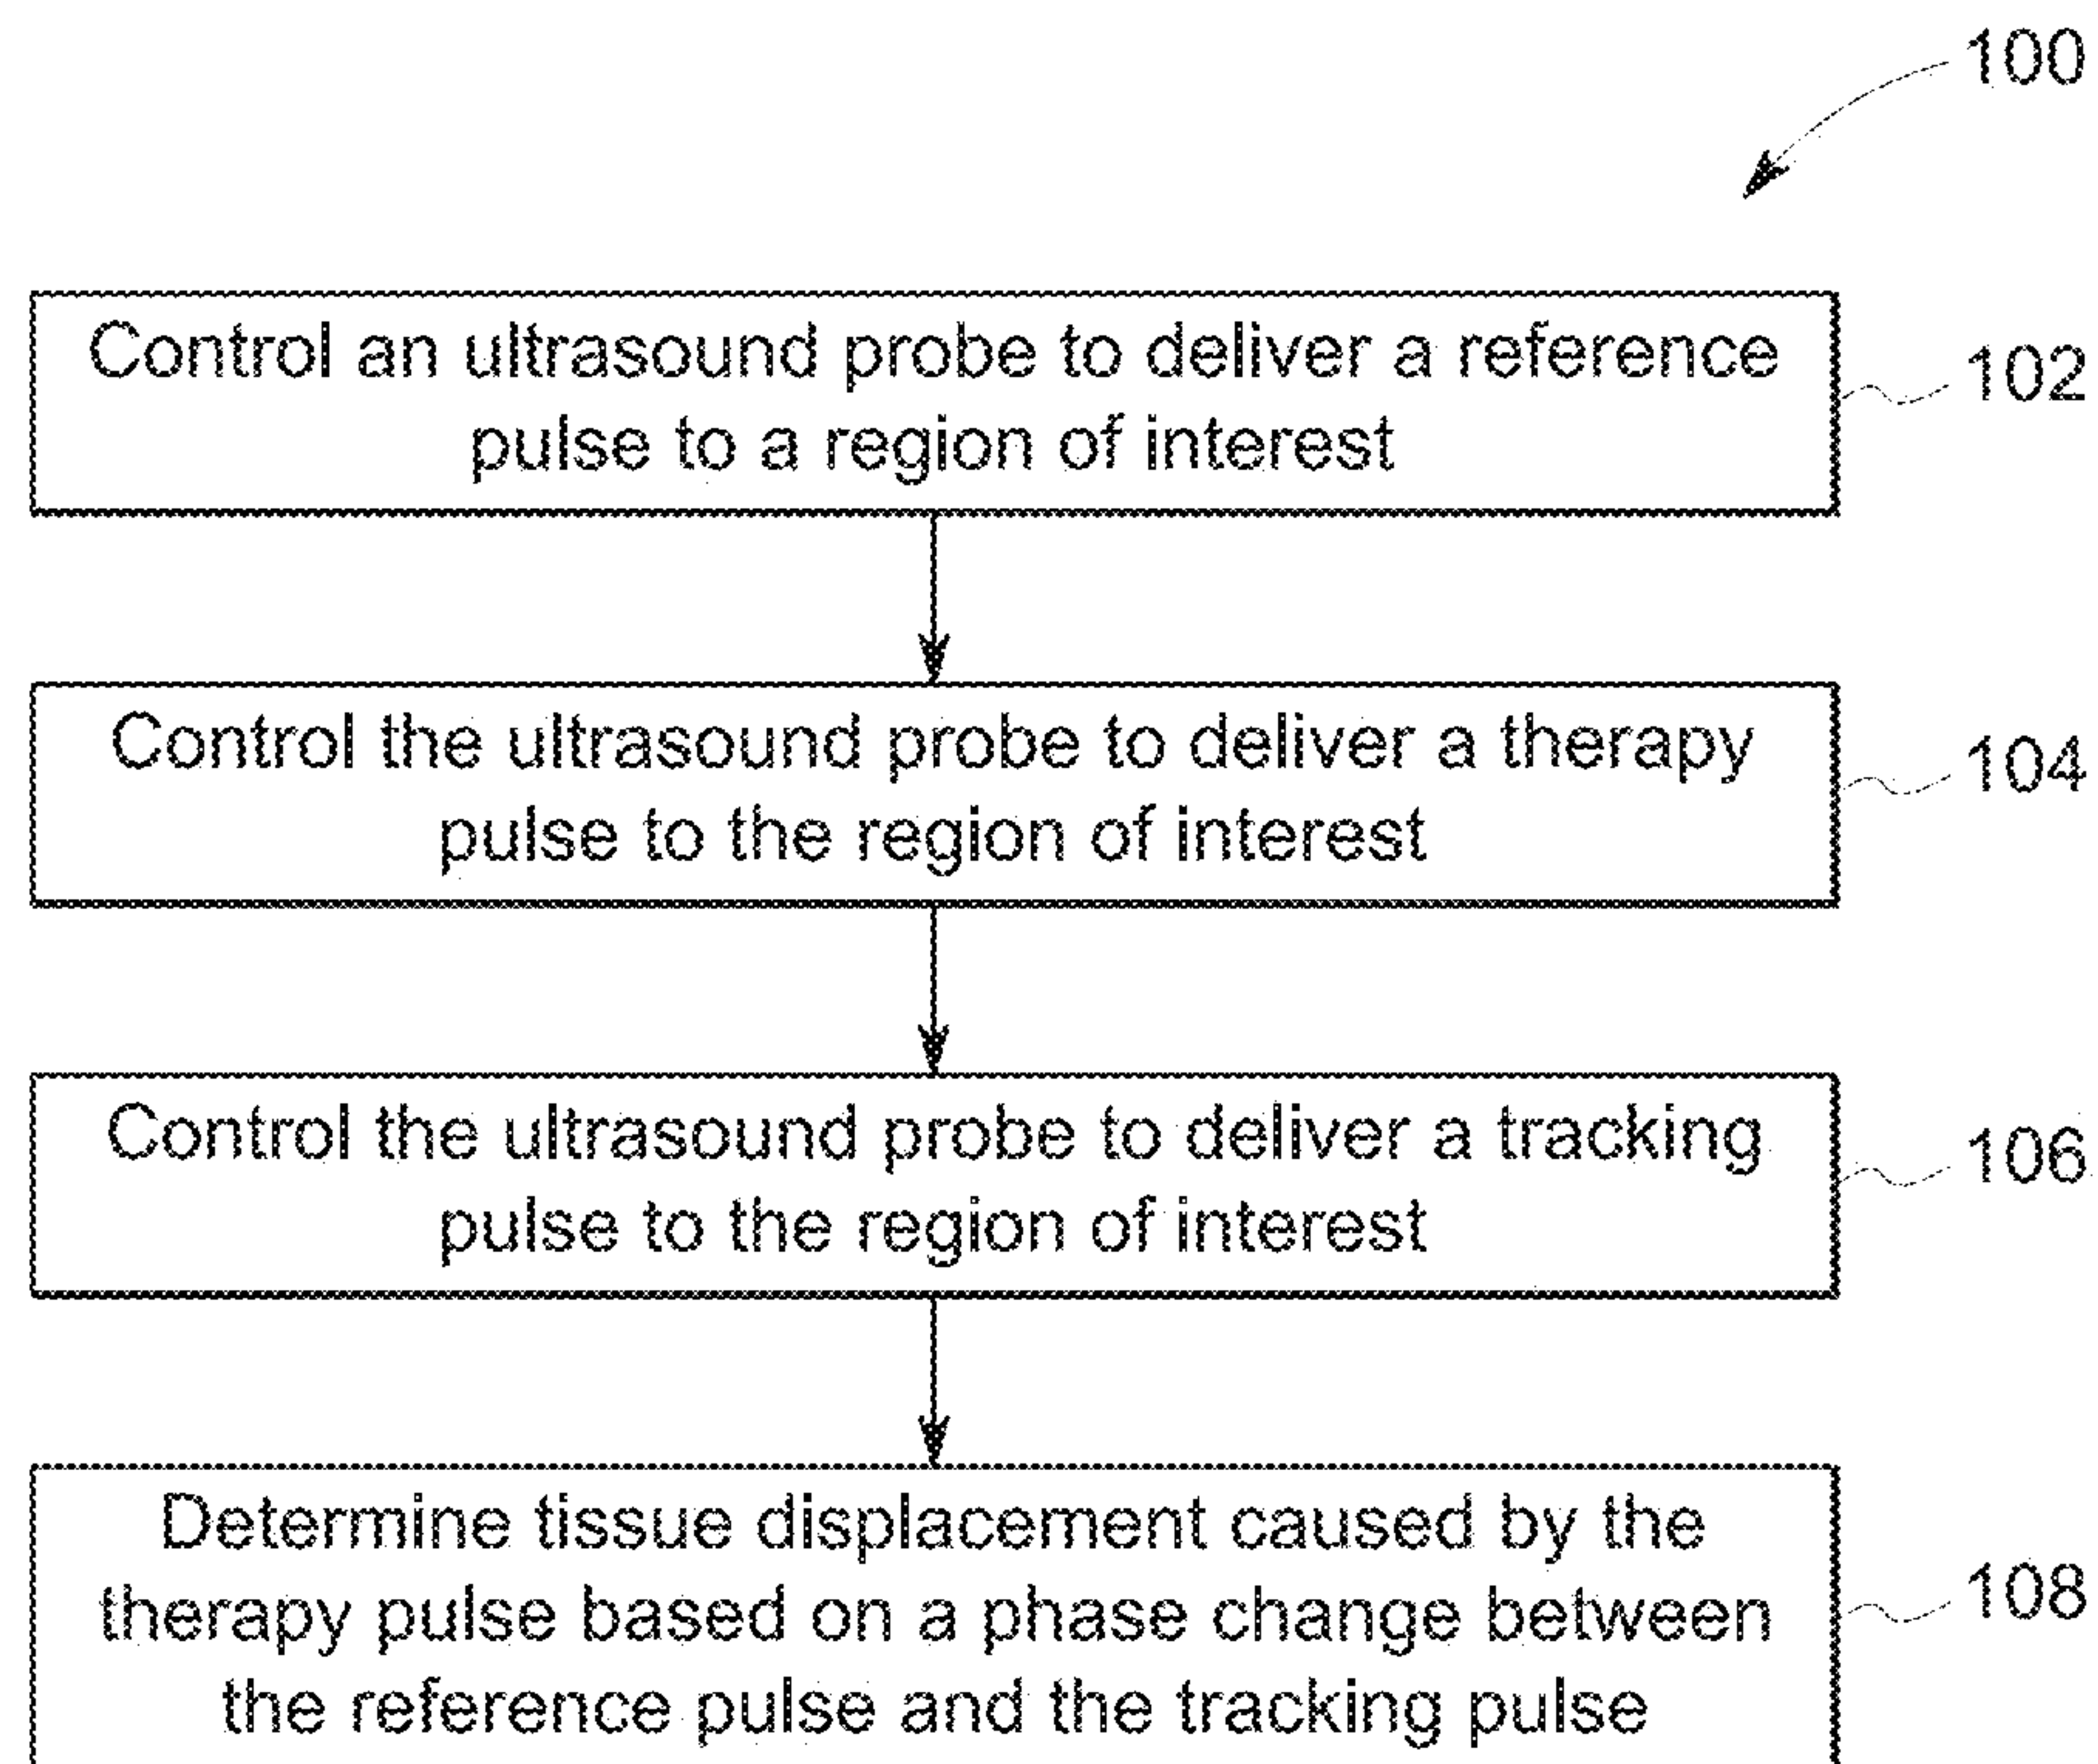 100
Control an ultrasound probe to deliver a reference
pulse to a region of interest
102
Control the ultrasound probe to deliver a therapy
pulse to the region of interest
104
Control the ultrasound probe to deliver a tracking
pulse to the region of interest
106
Determine tissue displacement caused by the
therapy pulse based on a phase change between
the reference pulse and the tracking pulse
108